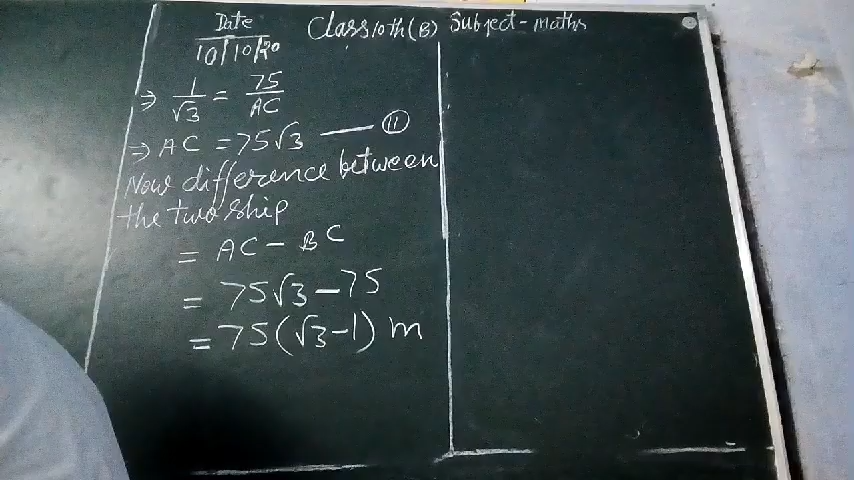 Date Class 10th (B) Subject - maths
10/10/20
⇒ 1/√3 = 75/AC
⇒ AC = 75√3 —— (11)
Now difference between
the two ship
= AC - BC
= 75√3 - 75
= 75(√3-1) m